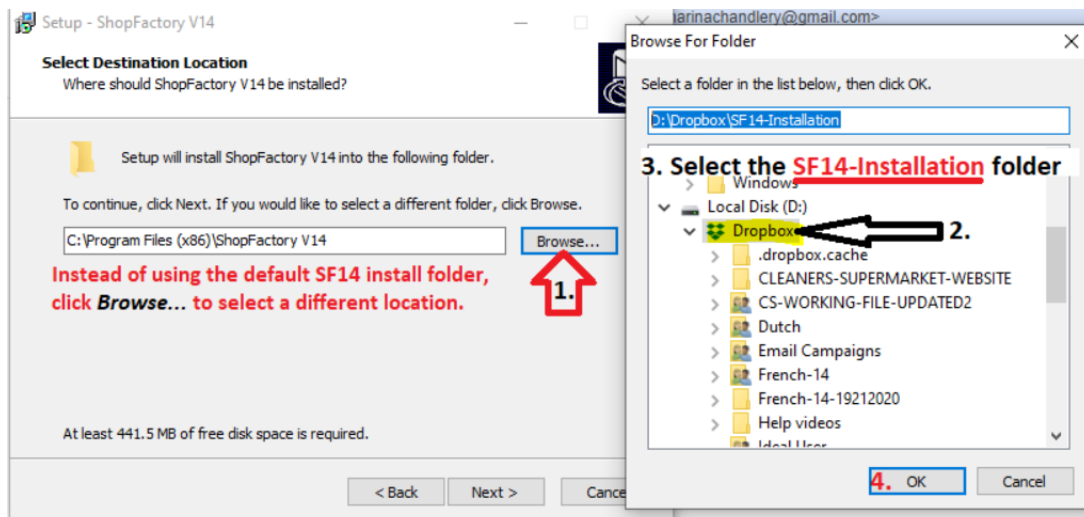 Setup - ShopFactory V14
Select Destination Location
Where should ShopFactory V14 be installed?
Setup will install ShopFactory V14 into the following folder.
To continue, click Next. If you would like to select a different folder, click Browse.
C:\Program Files (x86)\ShopFactory V14
Browse...
Instead of using the default SF14 install folder,
click Browse... to select a different location.
1.
At least 441.5 MB of free disk space is required.
< Back
Next >
arinachandlery@gmail.com>
Browse For Folder
Select a folder in the list below, then click OK.
D:\Dropbox\SF14-Installation
3. Select the SF14-Installation folder
Windows
Local Disk (D:)
Dropbox
2.
.dropbox.cache
CLEANERS-SUPERMARKET-WEBSITE
CS-WORKING-FILE-UPDATED2
Dutch
Email Campaigns
French-14
French-14-19212020
Help videos
4.
OK
Cancel